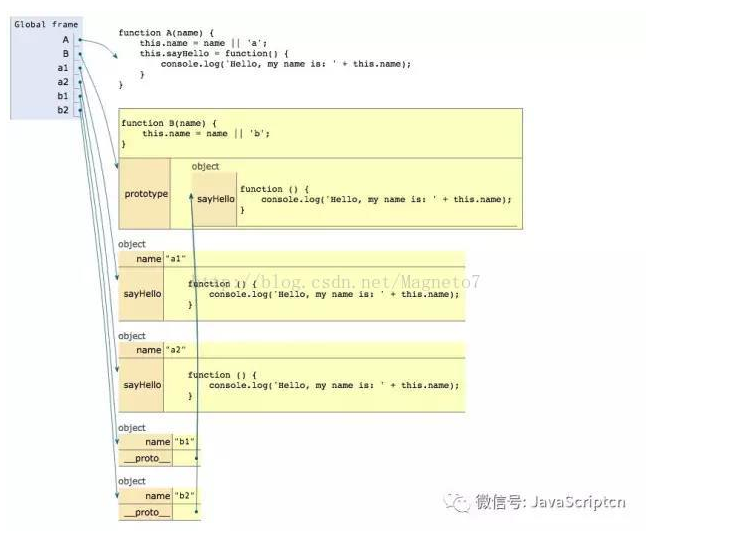 Global frame
A
B
a1
a2
b1
b2
function A(name) {
this.name = name || 'a';
this.sayHello = function() {
console.log('Hello, my name is: ' + this.name);
}
}
function B(name) {
this.name = name || 'b';
}
prototype
object
sayHello
function () {
console.log('Hello, my name is: ' + this.name);
}
object
name "a1"
sayHello
function () {
console.log('Hello, my name is: ' + this.name);
}
http://blog.csdn.net/Magneto7
object
name "a2"
sayHello
function () {
console.log('Hello, my name is: ' + this.name);
}
object
name "b1"
__proto__
object
name "b2"
__proto__
微信号: JavaScriptcn